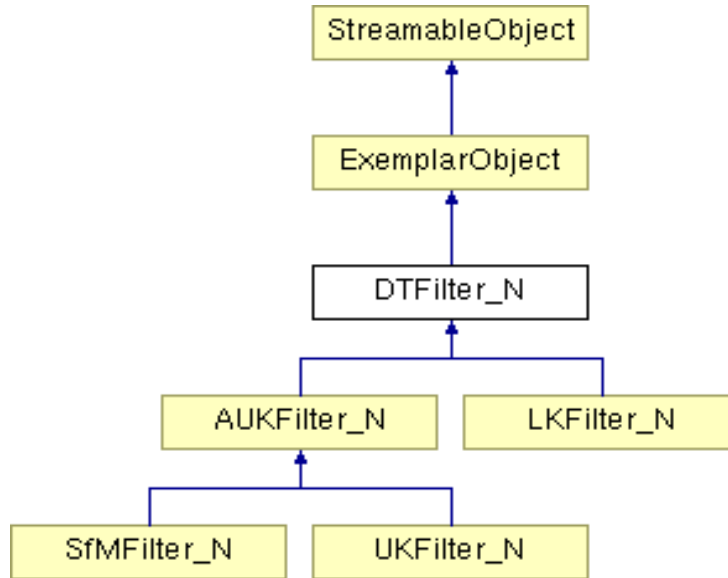 StreamableObject
ExemplarObject
DTFilter_N
AUKFilter_N
LKFilter_N
SfMFilter_N
UKFilter_N